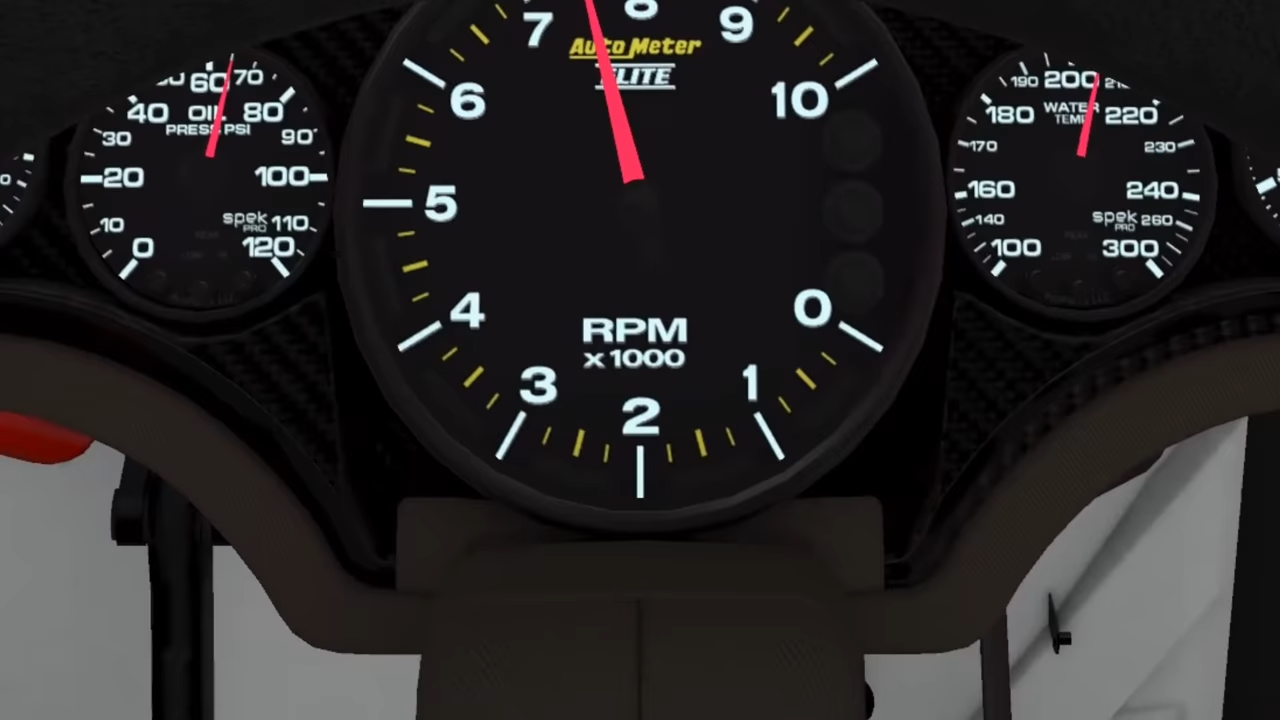 60 70
40 OIL 80
PRESS PSI
30 90
20 100
spek
PRO
10 110
0 120
7 8 9
Auto Meter
ELITE
6 10
5
4 0
RPM
x1000
3 1
2
190 200
180 WATER 220
TEMP
170 230
160 240
spek
PRO
140 260
100 300